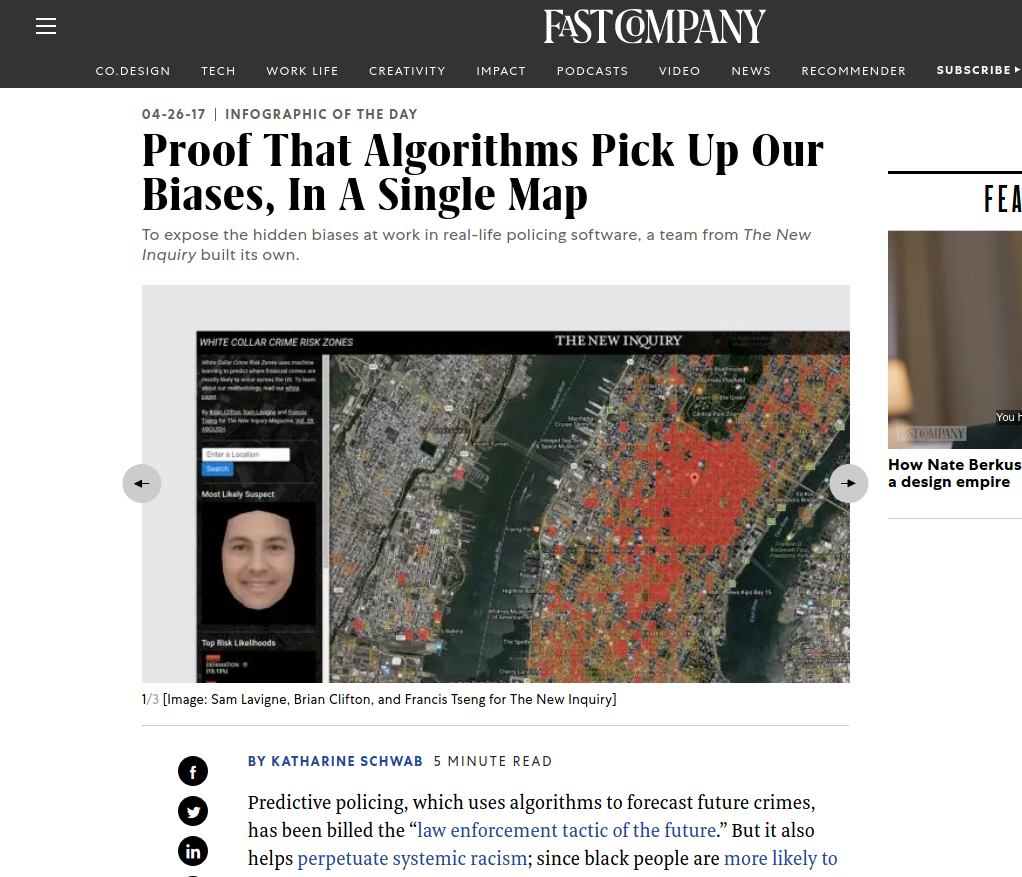 FAST COMPANY
CO.DESIGN TECH WORK LIFE CREATIVITY IMPACT PODCASTS VIDEO NEWS RECOMMENDER SUBSCRIBE
04-26-17 | INFOGRAPHIC OF THE DAY
Proof That Algorithms Pick Up Our
Biases, In A Single Map
To expose the hidden biases at work in real-life policing software, a team from The New
Inquiry built its own.
WHITE COLLAR CRIME RISK ZONES
THE NEW INQUIRY
White Collar Crime Risk Zones uses machine
learning to predict where financial crimes are
mostly likely to occur across the US. To learn
about our methodology, read our white
paper.
By Brian Clifton, Sam Lavigne and Francis
Tseng for The New Inquiry Magazine, Vol. 59:
ABOLISH.
Enter a Location
Search
Most Likely Suspect
Top Risk Likelihoods
DEFAMATION
(13.13%)
1/3 [Image: Sam Lavigne, Brian Clifton, and Francis Tseng for The New Inquiry]
BY KATHARINE SCHWAB 5 MINUTE READ
Predictive policing, which uses algorithms to forecast future crimes,
has been billed the “law enforcement tactic of the future.” But it also
helps perpetuate systemic racism; since black people are more likely to
FEA
You h
FAST COMPANY
How Nate Berkus
a design empire